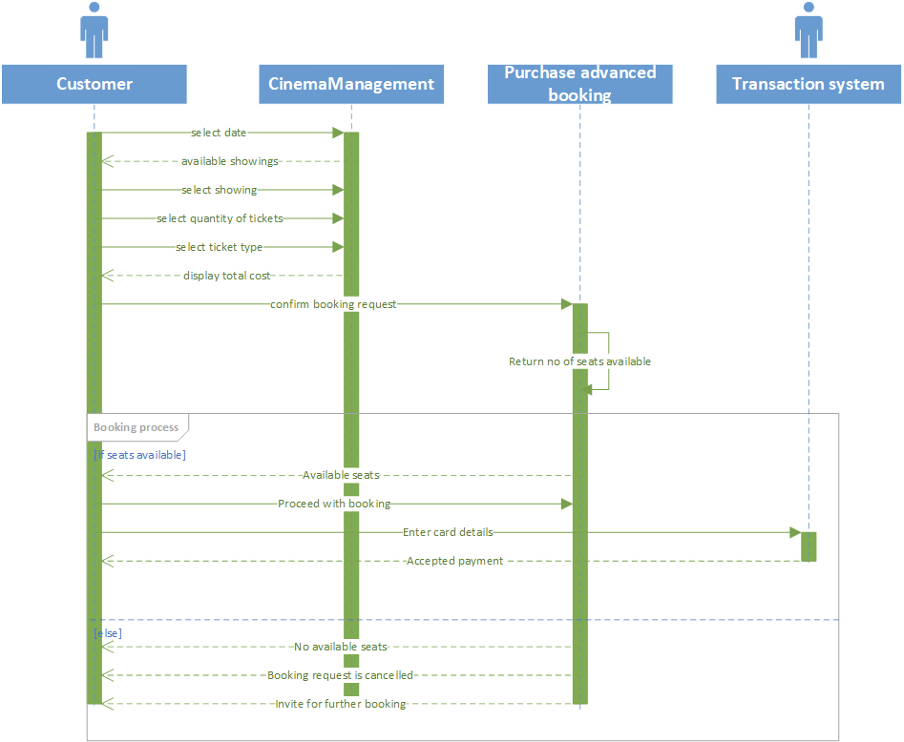 Customer
CinemaManagement
Purchase advanced
booking
Transaction system
select date
available showings
select showing
select quantity of tickets
select ticket type
display total cost
confirm booking request
Return no of seats available
Booking process
[If seats available]
Available seats
Proceed with booking
Enter card details
Accepted payment
[else]
No available seats
Booking request is cancelled
Invite for further booking